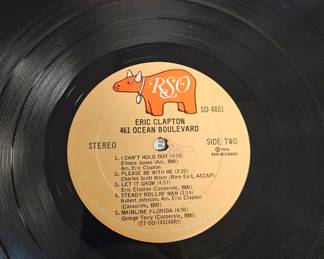 RSO
SO 4801
ERIC CLAPTON
461 OCEAN BOULEVARD
STEREO
SIDE TWO
1. I CAN'T HOLD OUT (4:10)
Elmore James (Arc, BMI)
Arr. Eric Clapton
2. PLEASE BE WITH ME (3:25)
Charles Scott Boyer (Rare Exit, ASCAP)
3. LET IT GROW (4:57)
Eric Clapton (Casserole, BMI)
4. STEADY ROLLIN' MAN (3:14)
Robert Johnson, Arr. Eric Clapton
(Casserole, BMI)
5. MAINLINE FLORIDA (4:05)
George Terry (Casserole, BMI)
℗ 1974
RSO RECORDS